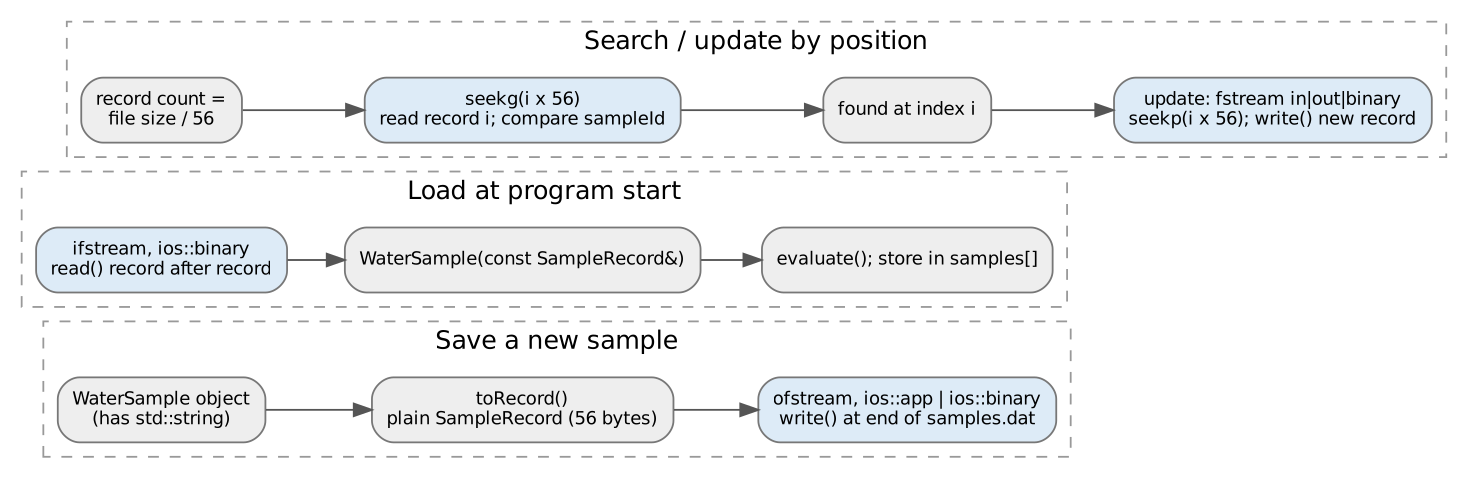 Search / update by position
record count =
file size / 56
seekg(i x 56)
read record i; compare sampleId
found at index i
update: fstream in|out|binary
seekp(i x 56); write() new record
Load at program start
ifstream, ios::binary
read() record after record
WaterSample(const SampleRecord&)
evaluate(); store in samples[]
Save a new sample
WaterSample object
(has std::string)
toRecord()
plain SampleRecord (56 bytes)
ofstream, ios::app | ios::binary
write() at end of samples.dat